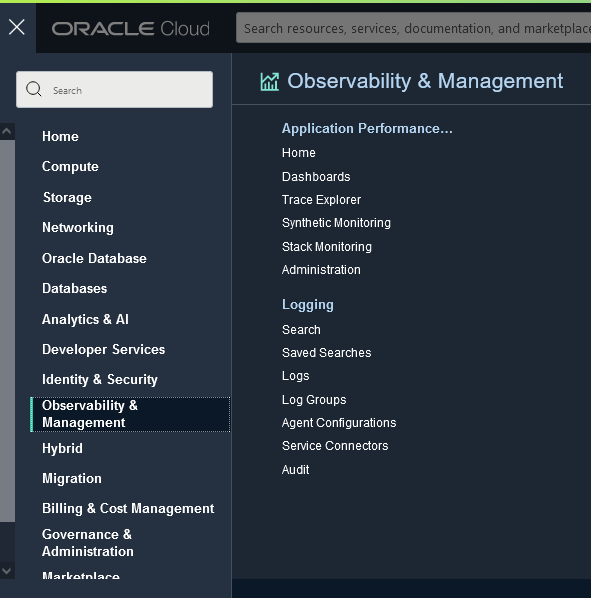 ORACLE Cloud
Search resources, services, documentation, and marketplace
Search
Home
Compute
Storage
Networking
Oracle Database
Databases
Analytics & AI
Developer Services
Identity & Security
Observability &
Management
Hybrid
Migration
Billing & Cost Management
Governance &
Administration
Marketplace
Observability & Management
Application Performance...
Home
Dashboards
Trace Explorer
Synthetic Monitoring
Stack Monitoring
Administration
Logging
Search
Saved Searches
Logs
Log Groups
Agent Configurations
Service Connectors
Audit